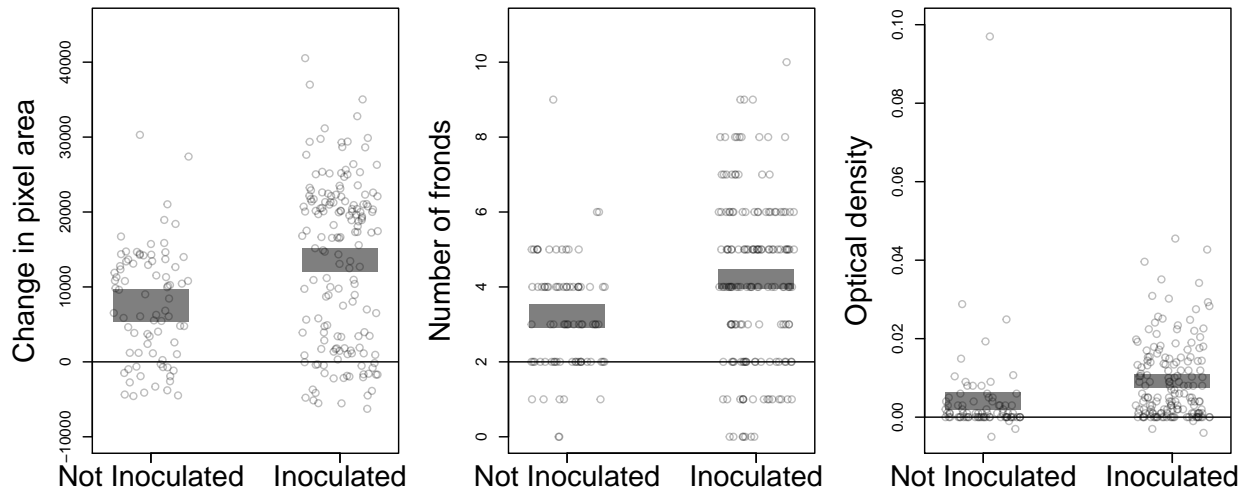 Change in pixel area
40000
30000
20000
10000
0
−10000
Not Inoculated
Inoculated
Number of fronds
10
8
6
4
2
0
Not Inoculated
Inoculated
Optical density
0.10
0.08
0.06
0.04
0.02
0.00
Not Inoculated
Inoculated